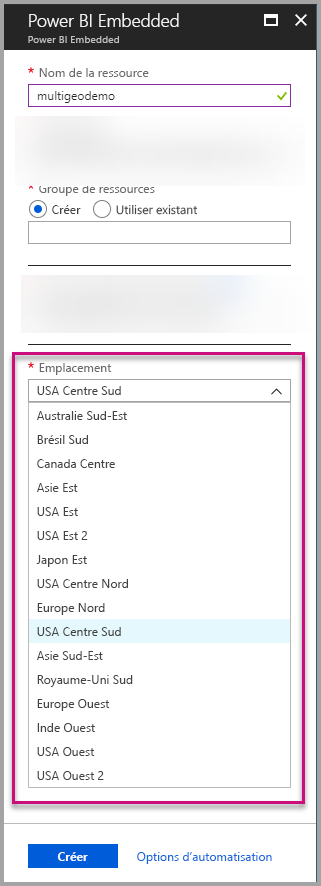 Power BI Embedded
Power BI Embedded
* Nom de la ressource
multigeodemo
* Groupe de ressources
Créer Utiliser existant
* Emplacement
USA Centre Sud
Australie Sud-Est
Brésil Sud
Canada Centre
Asie Est
USA Est
USA Est 2
Japon Est
USA Centre Nord
Europe Nord
USA Centre Sud
Asie Sud-Est
Royaume-Uni Sud
Europe Ouest
Inde Ouest
USA Ouest
USA Ouest 2
Créer Options d'automatisation